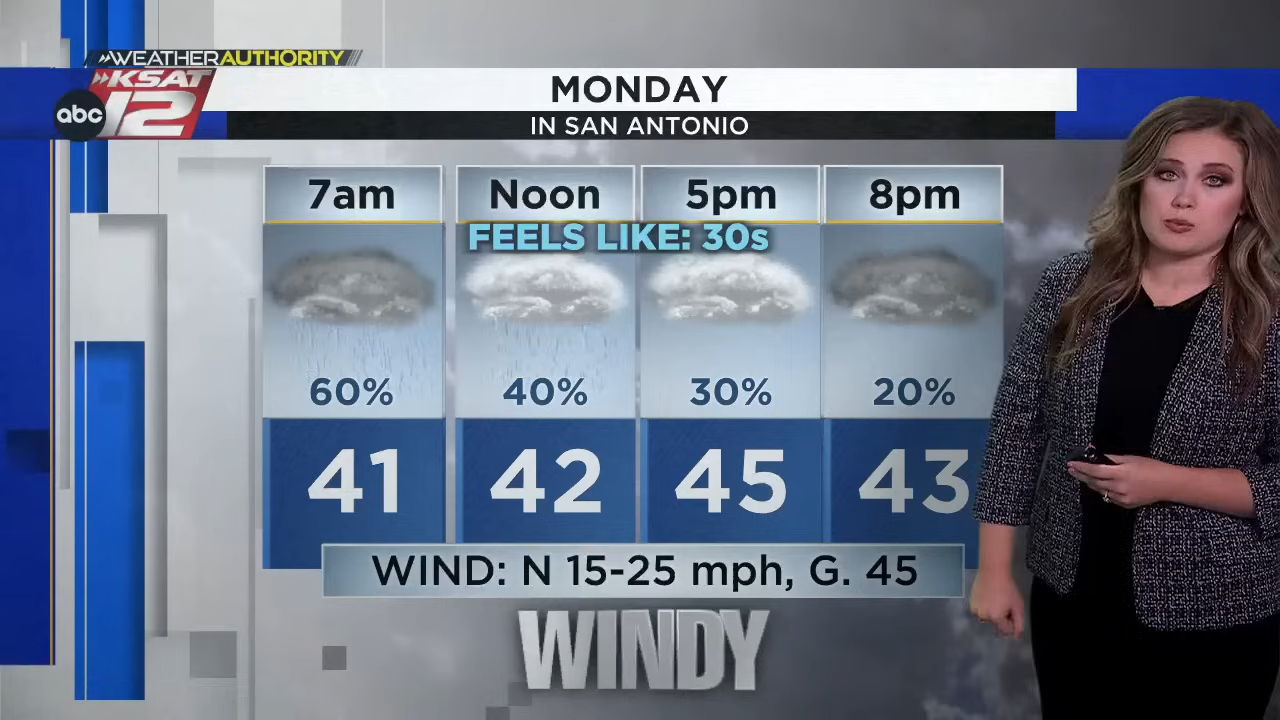 WEATHERAUTHORITY
KSAT
abc 12
MONDAY
IN SAN ANTONIO
7am Noon 5pm 8pm
FEELS LIKE: 30s
60% 40% 30% 20%
41 42 45 43
WIND: N 15-25 mph, G. 45
WINDY